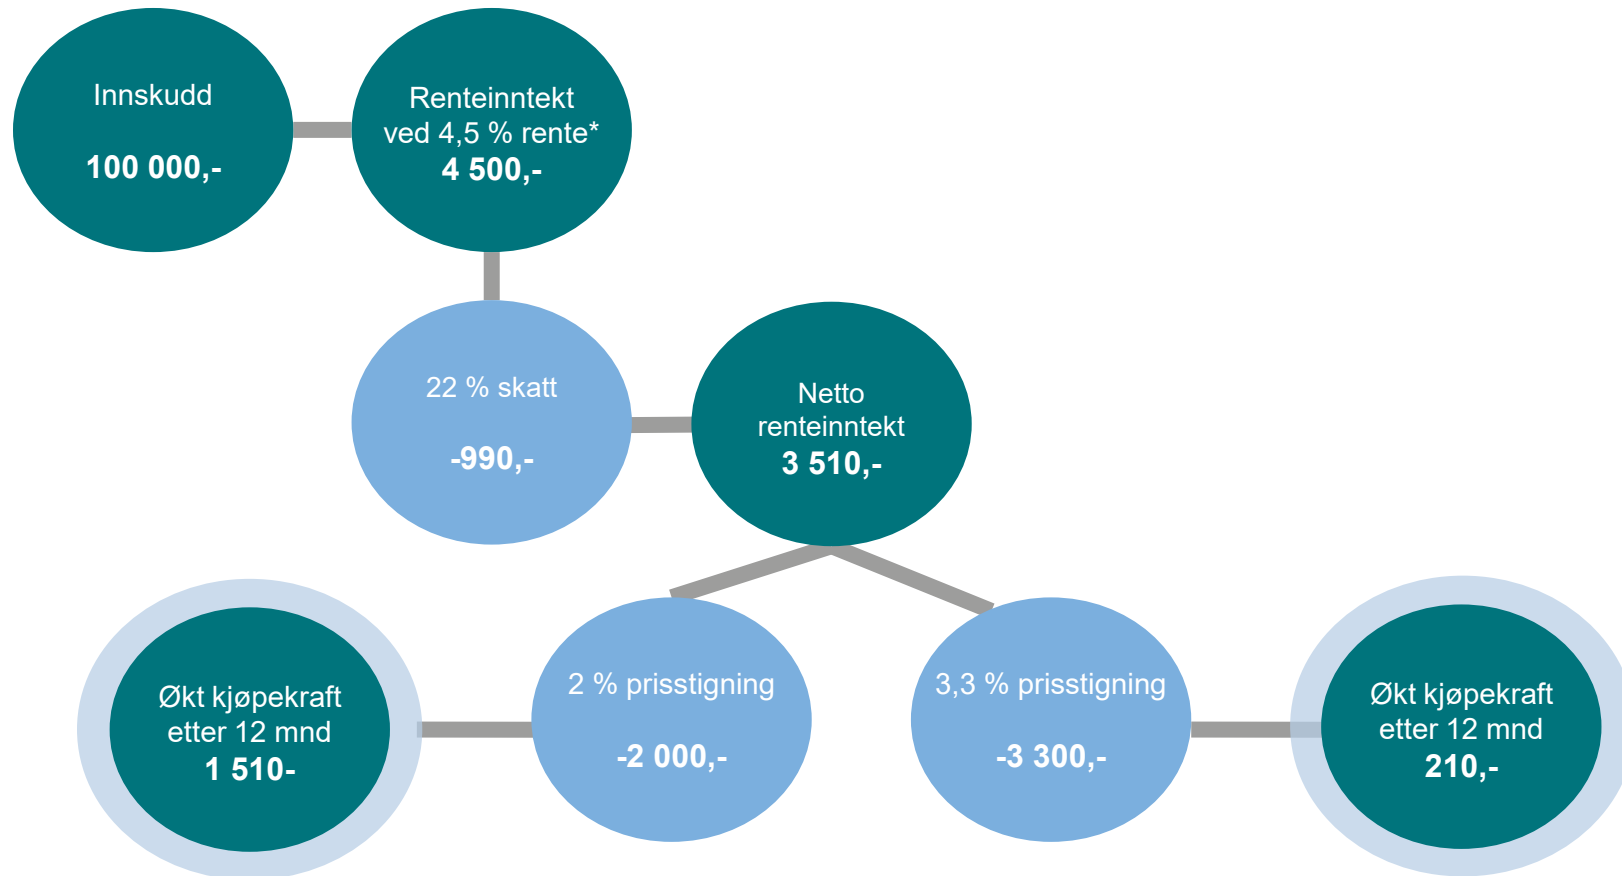 Innskudd
100 000,-
Renteinntekt
ved 4,5 % rente*
4 500,-
22 % skatt
-990,-
Netto
renteinntekt
3 510,-
Økt kjøpekraft
etter 12 mnd
1 510-
2 % prisstigning
-2 000,-
3,3 % prisstigning
-3 300,-
Økt kjøpekraft
etter 12 mnd
210,-